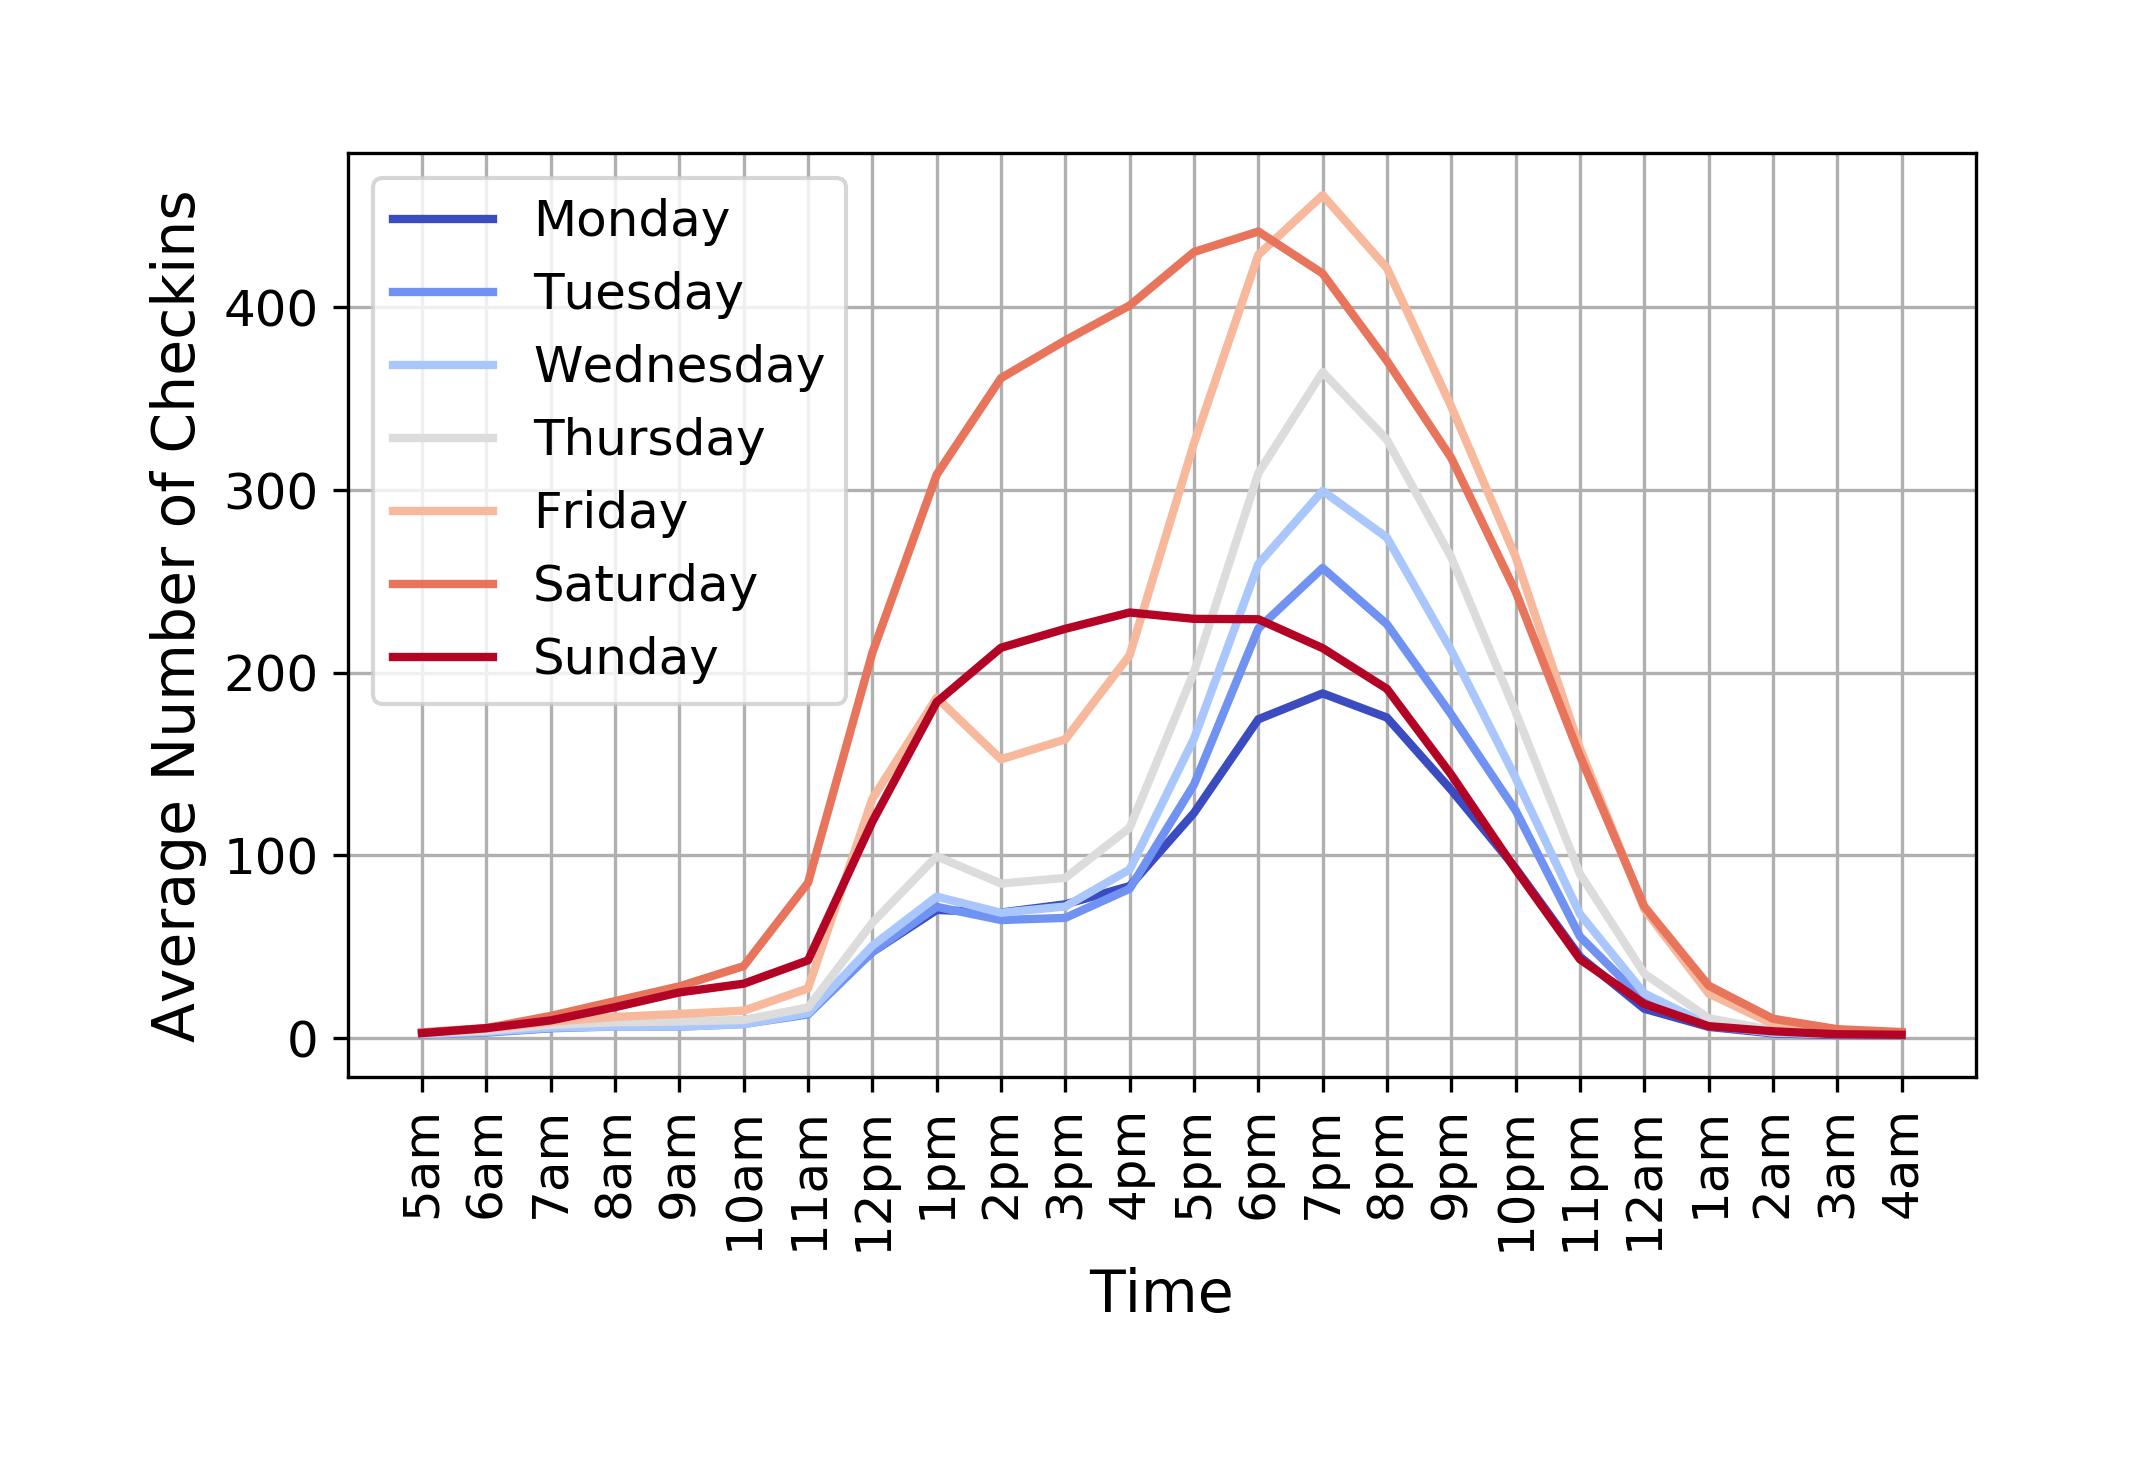 Average Number of Checkins
400
300
200
100
0
Monday
Tuesday
Wednesday
Thursday
Friday
Saturday
Sunday
5am
6am
7am
8am
9am
10am
11am
12pm
1pm
2pm
3pm
4pm
5pm
6pm
7pm
8pm
9pm
10pm
11pm
12am
1am
2am
3am
4am
Time